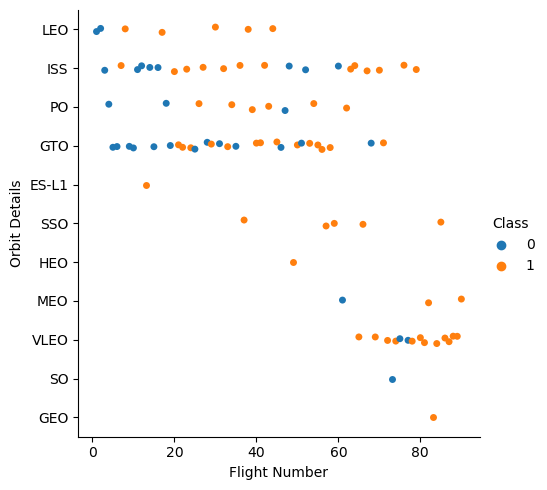 LEO
ISS
PO
GTO
ES-L1
SSO
HEO
MEO
VLEO
SO
GEO
Orbit Details
0 20 40 60 80
Flight Number
Class
0
1